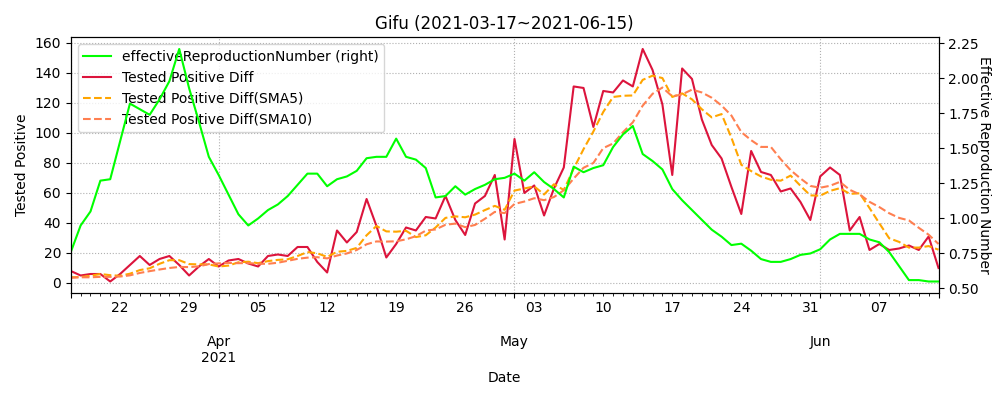 Gifu (2021-03-17~2021-06-15)
effectiveReproductionNumber (right)
Tested Positive Diff
Tested Positive Diff(SMA5)
Tested Positive Diff(SMA10)
Tested Positive
160
140
120
100
80
60
40
20
0
2.25
2.00
1.75
1.50
1.25
1.00
0.75
0.50
Effective Reproduction Number
22 29 05 12 19 26 03 10 17 24 31 07
Apr May Jun
2021
Date